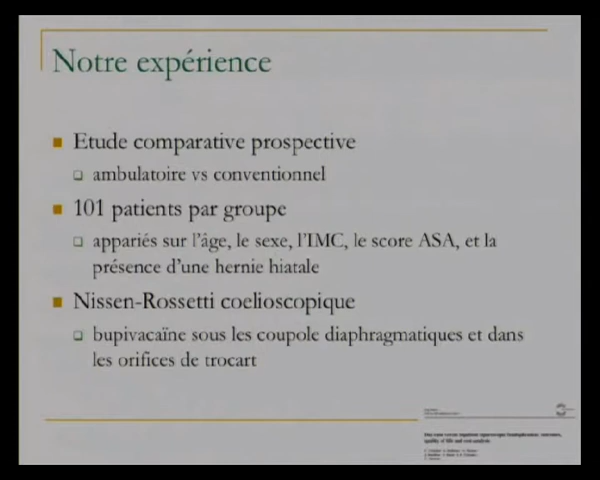 Notre expérience
Etude comparative prospective
ambulatoire vs conventionnel
101 patients par groupe
appariés sur l'âge, le sexe, l'IMC, le score ASA, et la
présence d'une hernie hiatale
Nissen-Rossetti coelioscopique
bupivacaïne sous les coupole diaphragmatiques et dans
les orifices de trocart